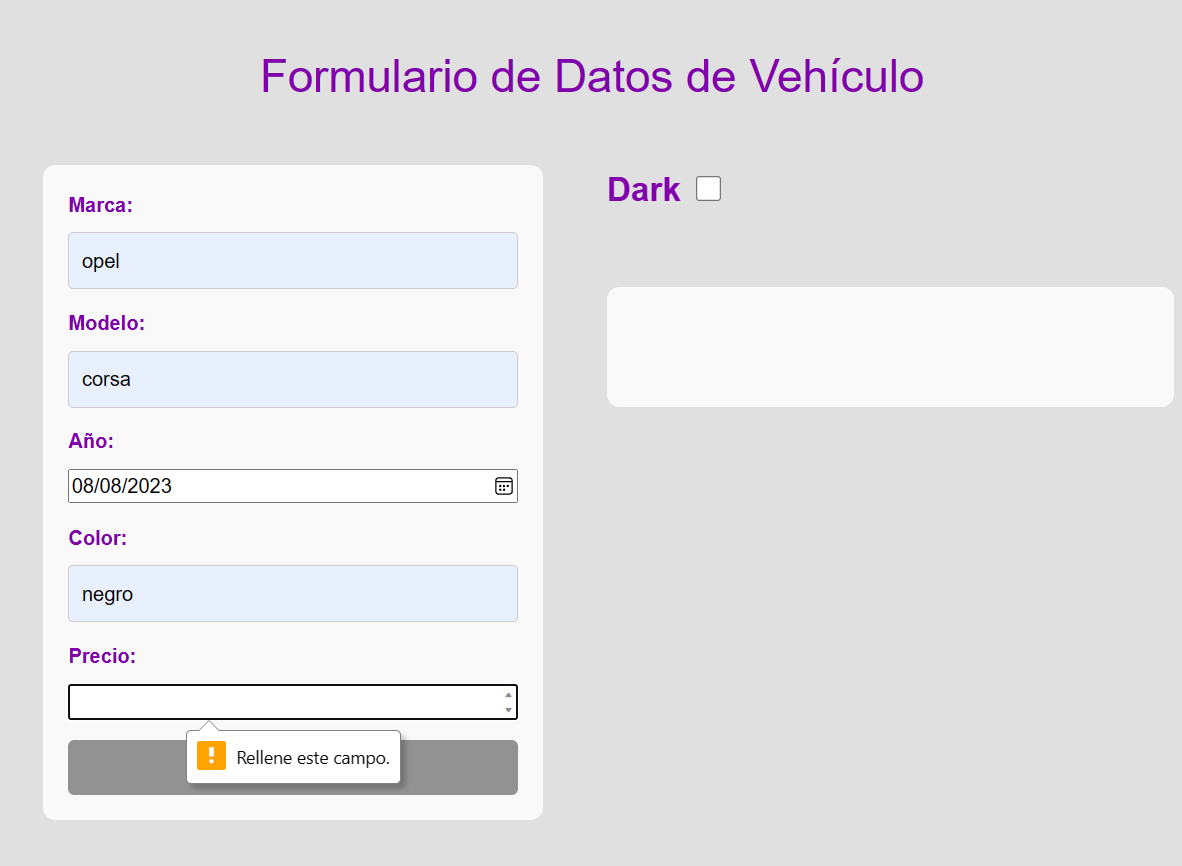 Formulario de Datos de Vehículo
Marca:
opel
Modelo:
corsa
Año:
08/08/2023
Color:
negro
Precio:
Rellene este campo.
Dark